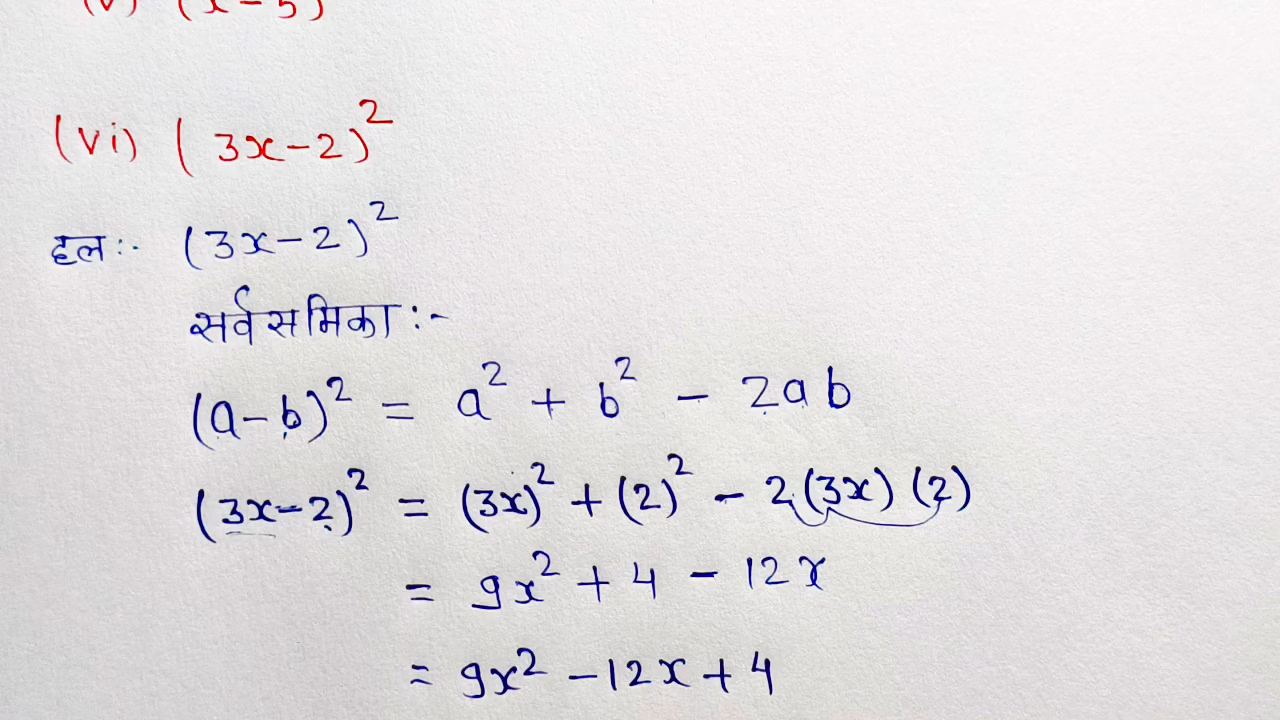 (v) (x-5)
(vi) (3x-2)²
हल:- (3x-2)²
सर्वसमिका :-
(a-b)² = a² + b² - 2ab
(3x-2)² = (3x)² + (2)² - 2(3x)(2)
= 9x² + 4 - 12x
= 9x² - 12x + 4